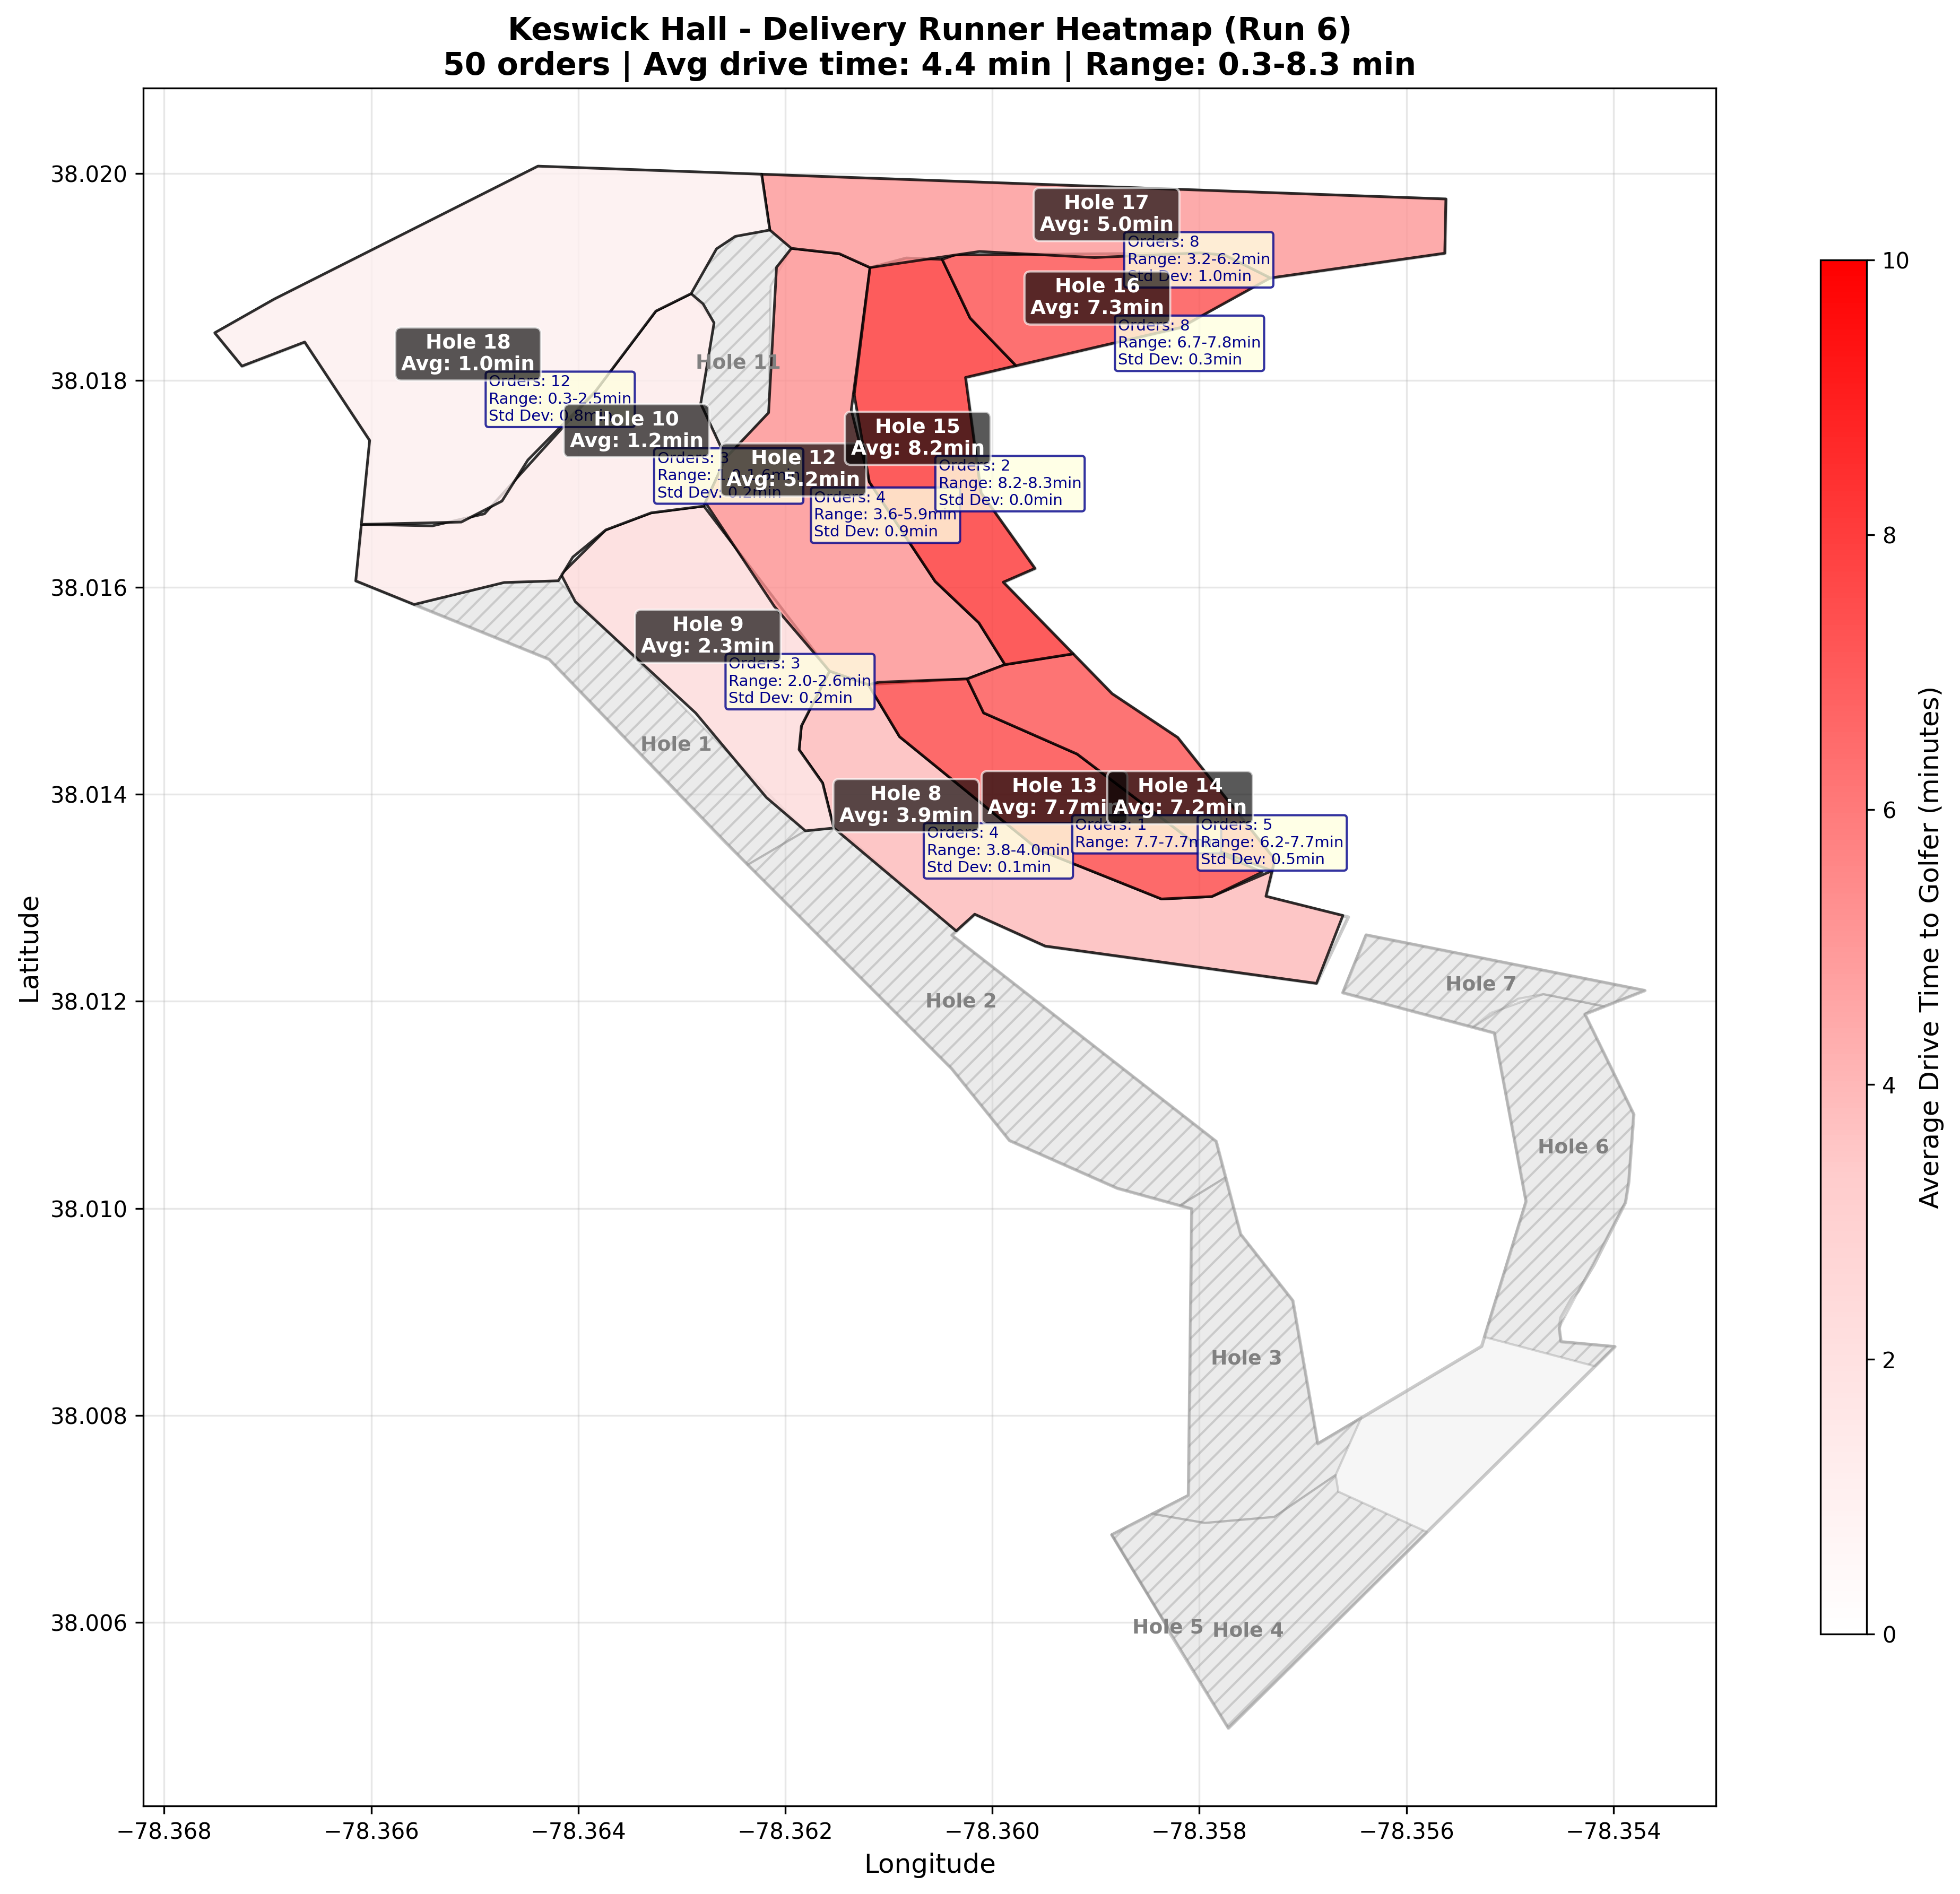 Keswick Hall - Delivery Runner Heatmap (Run 6)
50 orders | Avg drive time: 4.4 min | Range: 0.3-8.3 min
38.020
38.018
38.016
38.014
38.012
38.010
38.008
38.006
Latitude
−78.368
−78.366
−78.364
−78.362
−78.360
−78.358
−78.356
−78.354
Longitude
Hole 17
Avg: 5.0min
Orders: 8
Range: 3.2-6.2min
Std Dev: 1.0min
Hole 16
Avg: 7.3min
Orders: 8
Range: 6.7-7.8min
Std Dev: 0.3min
Hole 18
Avg: 1.0min
Orders: 12
Range: 0.3-2.5min
Std Dev: 0.8min
Hole 11
Hole 10
Avg: 1.2min
Orders: 3
Range:
Std Dev: 0.2min
Hole 12
Avg: 5.2min
Orders: 4
Range: 3.6-5.9min
Std Dev: 0.9min
Hole 15
Avg: 8.2min
Orders: 2
Range: 8.2-8.3min
Std Dev: 0.0min
Hole 9
Avg: 2.3min
Orders: 3
Range: 2.0-2.6min
Std Dev: 0.2min
Hole 1
Hole 8
Avg: 3.9min
Orders: 4
Range: 3.8-4.0min
Std Dev: 0.1min
Hole 13
Avg: 7.7min
Orders: 1
Range: 7.7-7.7m
Hole 14
Avg: 7.2min
Orders: 5
Range: 6.2-7.7min
Std Dev: 0.5min
Hole 2
Hole 7
Hole 6
Hole 3
Hole 5
Hole 4
10
8
6
4
2
0
Average Drive Time to Golfer (minutes)